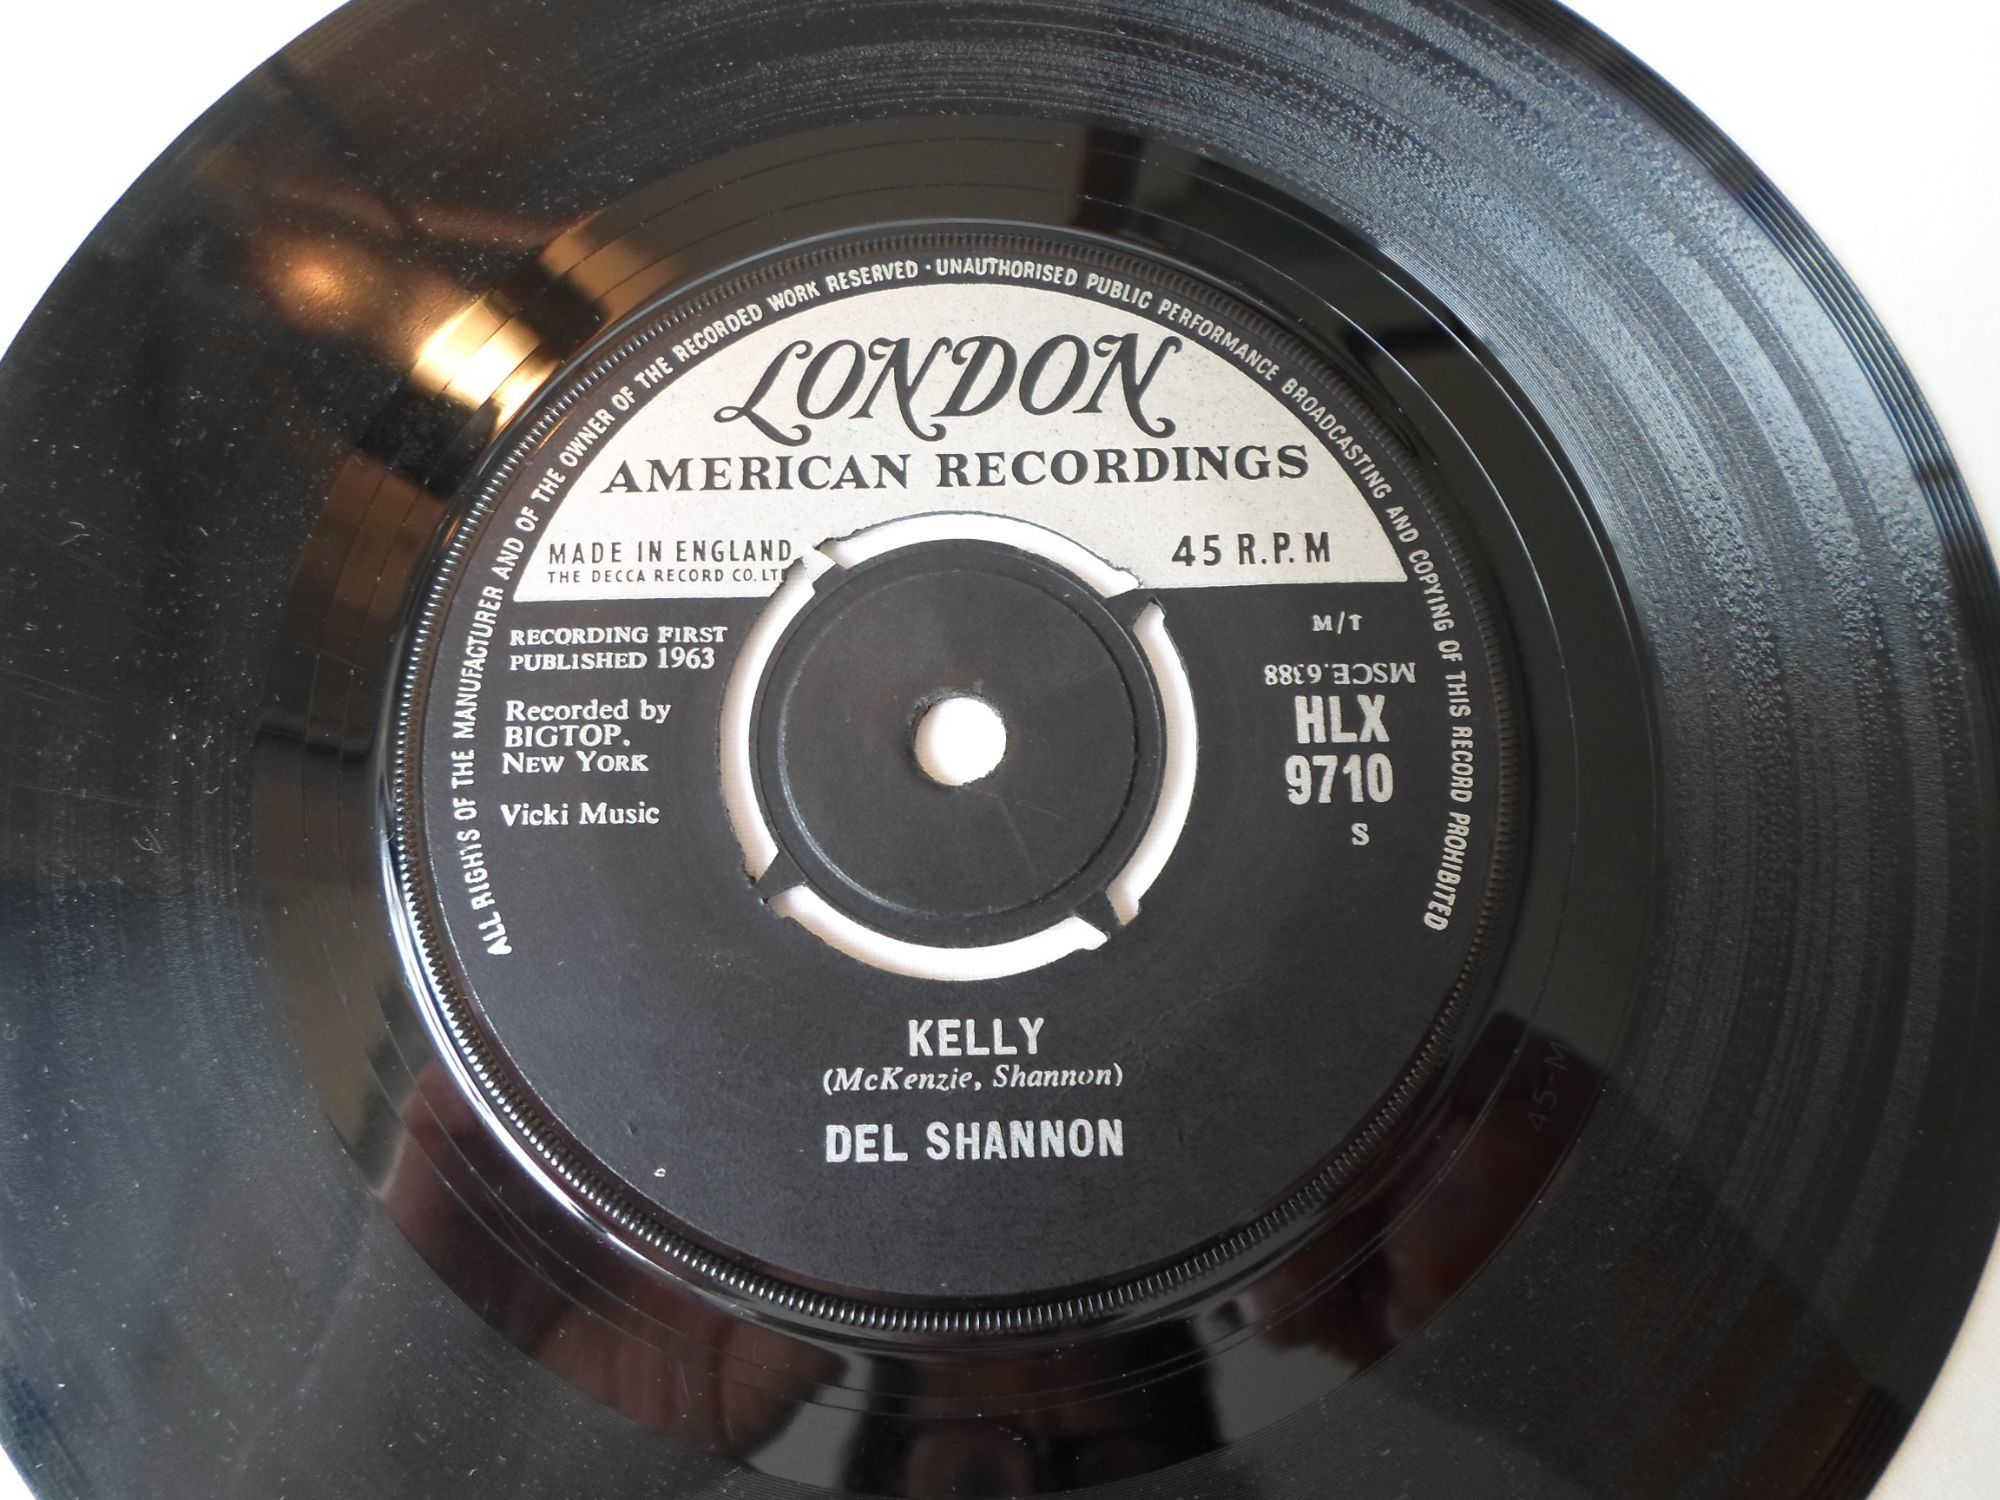 ALL RIGHTS OF THE MANUFACTURER AND OF THE OWNER OF THE RECORDED WORK RESERVED · UNAUTHORISED PUBLIC PERFORMANCE BROADCASTING AND COPYING OF THIS RECORD PROHIBITED
LONDON
AMERICAN RECORDINGS
MADE IN ENGLAND
THE DECCA RECORD CO. LT
45 R.P.M
RECORDING FIRST
PUBLISHED 1963
Recorded by
BIGTOP.
NEW YORK
Vicki Music
M/T
MSCE.6388
HLX
9710
S
KELLY
(McKenzie, Shannon)
DEL SHANNON
45-M